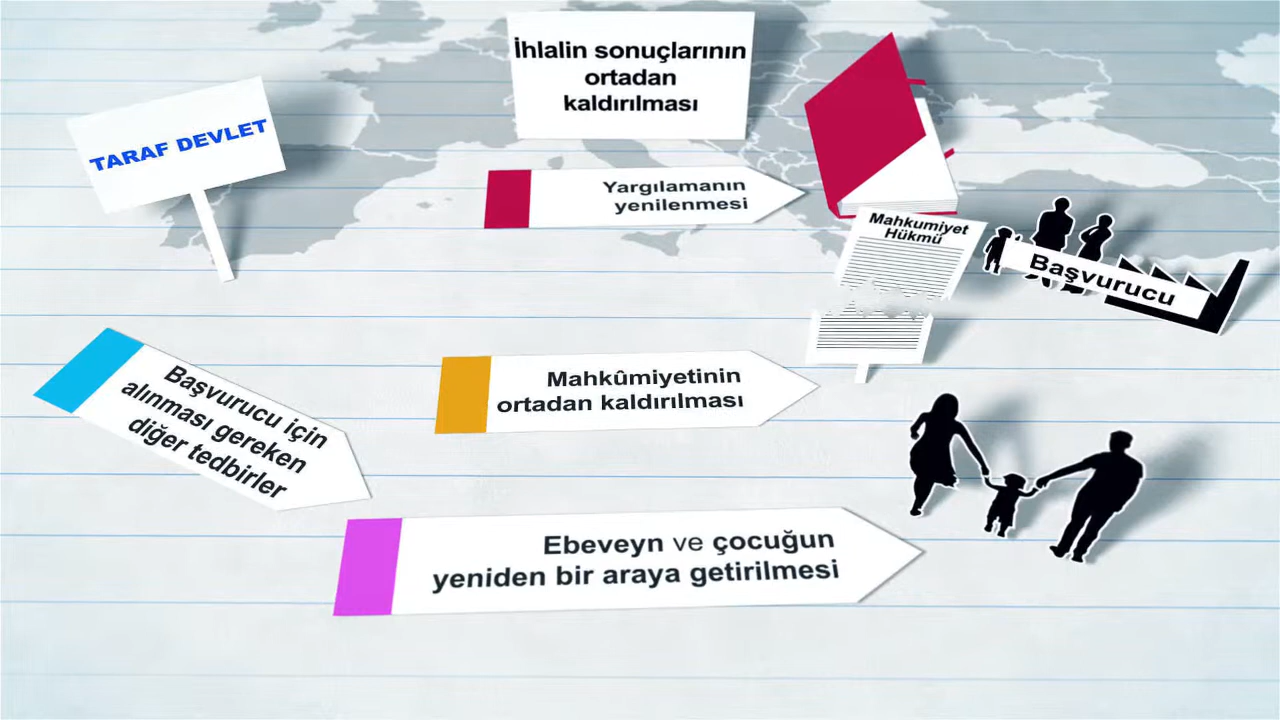 İhlalin sonuçlarının
ortadan
kaldırılması
TARAF DEVLET
Yargılamanın
yenilenmesi
Mahkumiyet
Hükmü
Başvurucu
Başvurucu için
alınması gereken
diğer tedbirler
Mahkûmiyetinin
ortadan kaldırılması
Ebeveyn ve çocuğun
yeniden bir araya getirilmesi